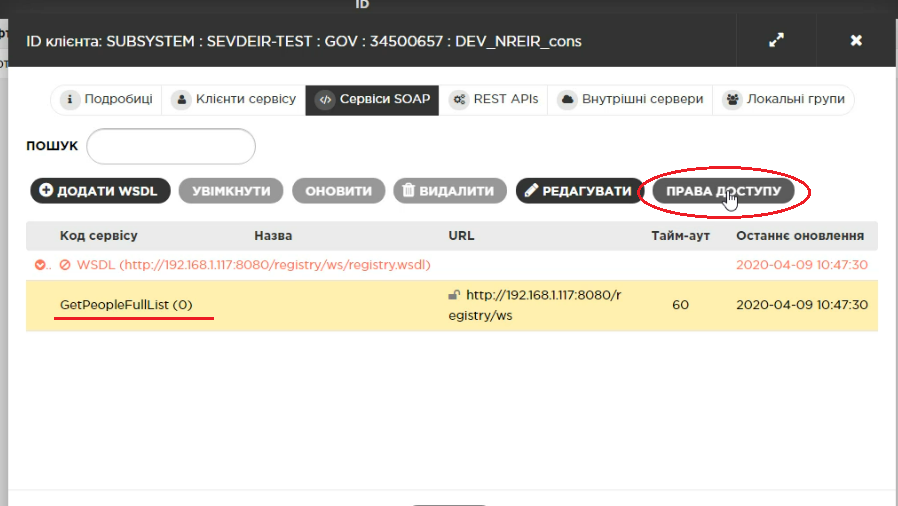 ID
ID клієнта: SUBSYSTEM : SEVDEIR-TEST : GOV : 34500657 : DEV_NREIR_cons
Подробиці Клієнти сервісу Сервіси SOAP REST APIs Внутрішні сервери Локальні групи
ПОШУК
ДОДАТИ WSDL УВІМКНУТИ ОНОВИТИ ВИДАЛИТИ РЕДАГУВАТИ ПРАВА ДОСТУПУ
Код сервісу Назва URL Тайм-аут Останнє оновлення
WSDL (http://192.168.1.117:8080/registry/ws/registry.wsdl) 2020-04-09 10:47:30
GetPeopleFullList (0) http://192.168.1.117:8080/r 60 2020-04-09 10:47:30
egistry/ws